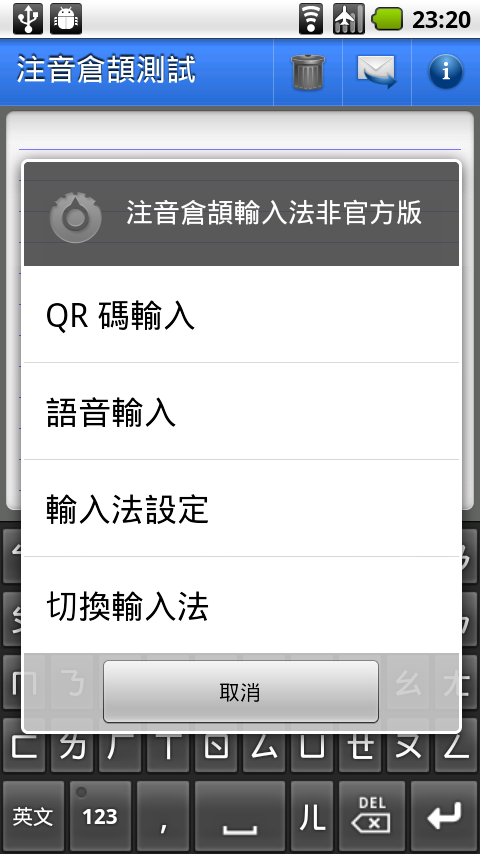 23:20
注音倉頡測試
注音倉頡輸入法非官方版
QR 碼輸入
語音輸入
輸入法設定
切換輸入法
取消
ㄇ ㄋ ㄠ ㄤ
ㄈ ㄌ ㄏ ㄒ ㄖ ㄙ ㄩ ㄝ ㄡ ㄥ
英文 123 , ㄦ DEL